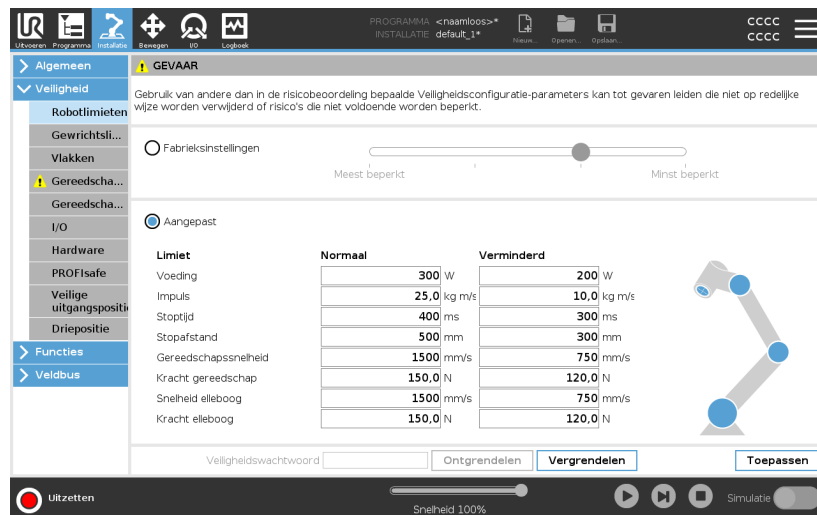 PROGRAMMA <naamloos>*
INSTALLATIE default_1*
Uitvoeren Programma Installatie Bewegen I/O Logboek
Nieuw... Openen... Opslaan...
cccc
cccc
Algemeen
Veiligheid
Robotlimieten
Gewrichtsli...
Vlakken
Gereedscha...
Gereedscha...
I/O
Hardware
PROFIsafe
Veilige
uitgangspositi
Driepositie
Functies
Veldbus
GEVAAR
Gebruik van andere dan in de risicobeoordeling bepaalde Veiligheidsconfiguratie-parameters kan tot gevaren leiden die niet op redelijke
wijze worden verwijderd of risico's die niet voldoende worden beperkt.
Fabrieksinstellingen
Meest beperkt Minst beperkt
Aangepast
Limiet Normaal Verminderd
Voeding 300 W 200 W
Impuls 25,0 kg m/s 10,0 kg m/s
Stoptijd 400 ms 300 ms
Stopafstand 500 mm 300 mm
Gereedschapssnelheid 1500 mm/s 750 mm/s
Kracht gereedschap 150,0 N 120,0 N
Snelheid elleboog 1500 mm/s 750 mm/s
Kracht elleboog 150,0 N 120,0 N
Veiligheidswachtwoord Ontgrendelen Vergrendelen Toepassen
Uitzetten
Snelheid 100%
Simulatie